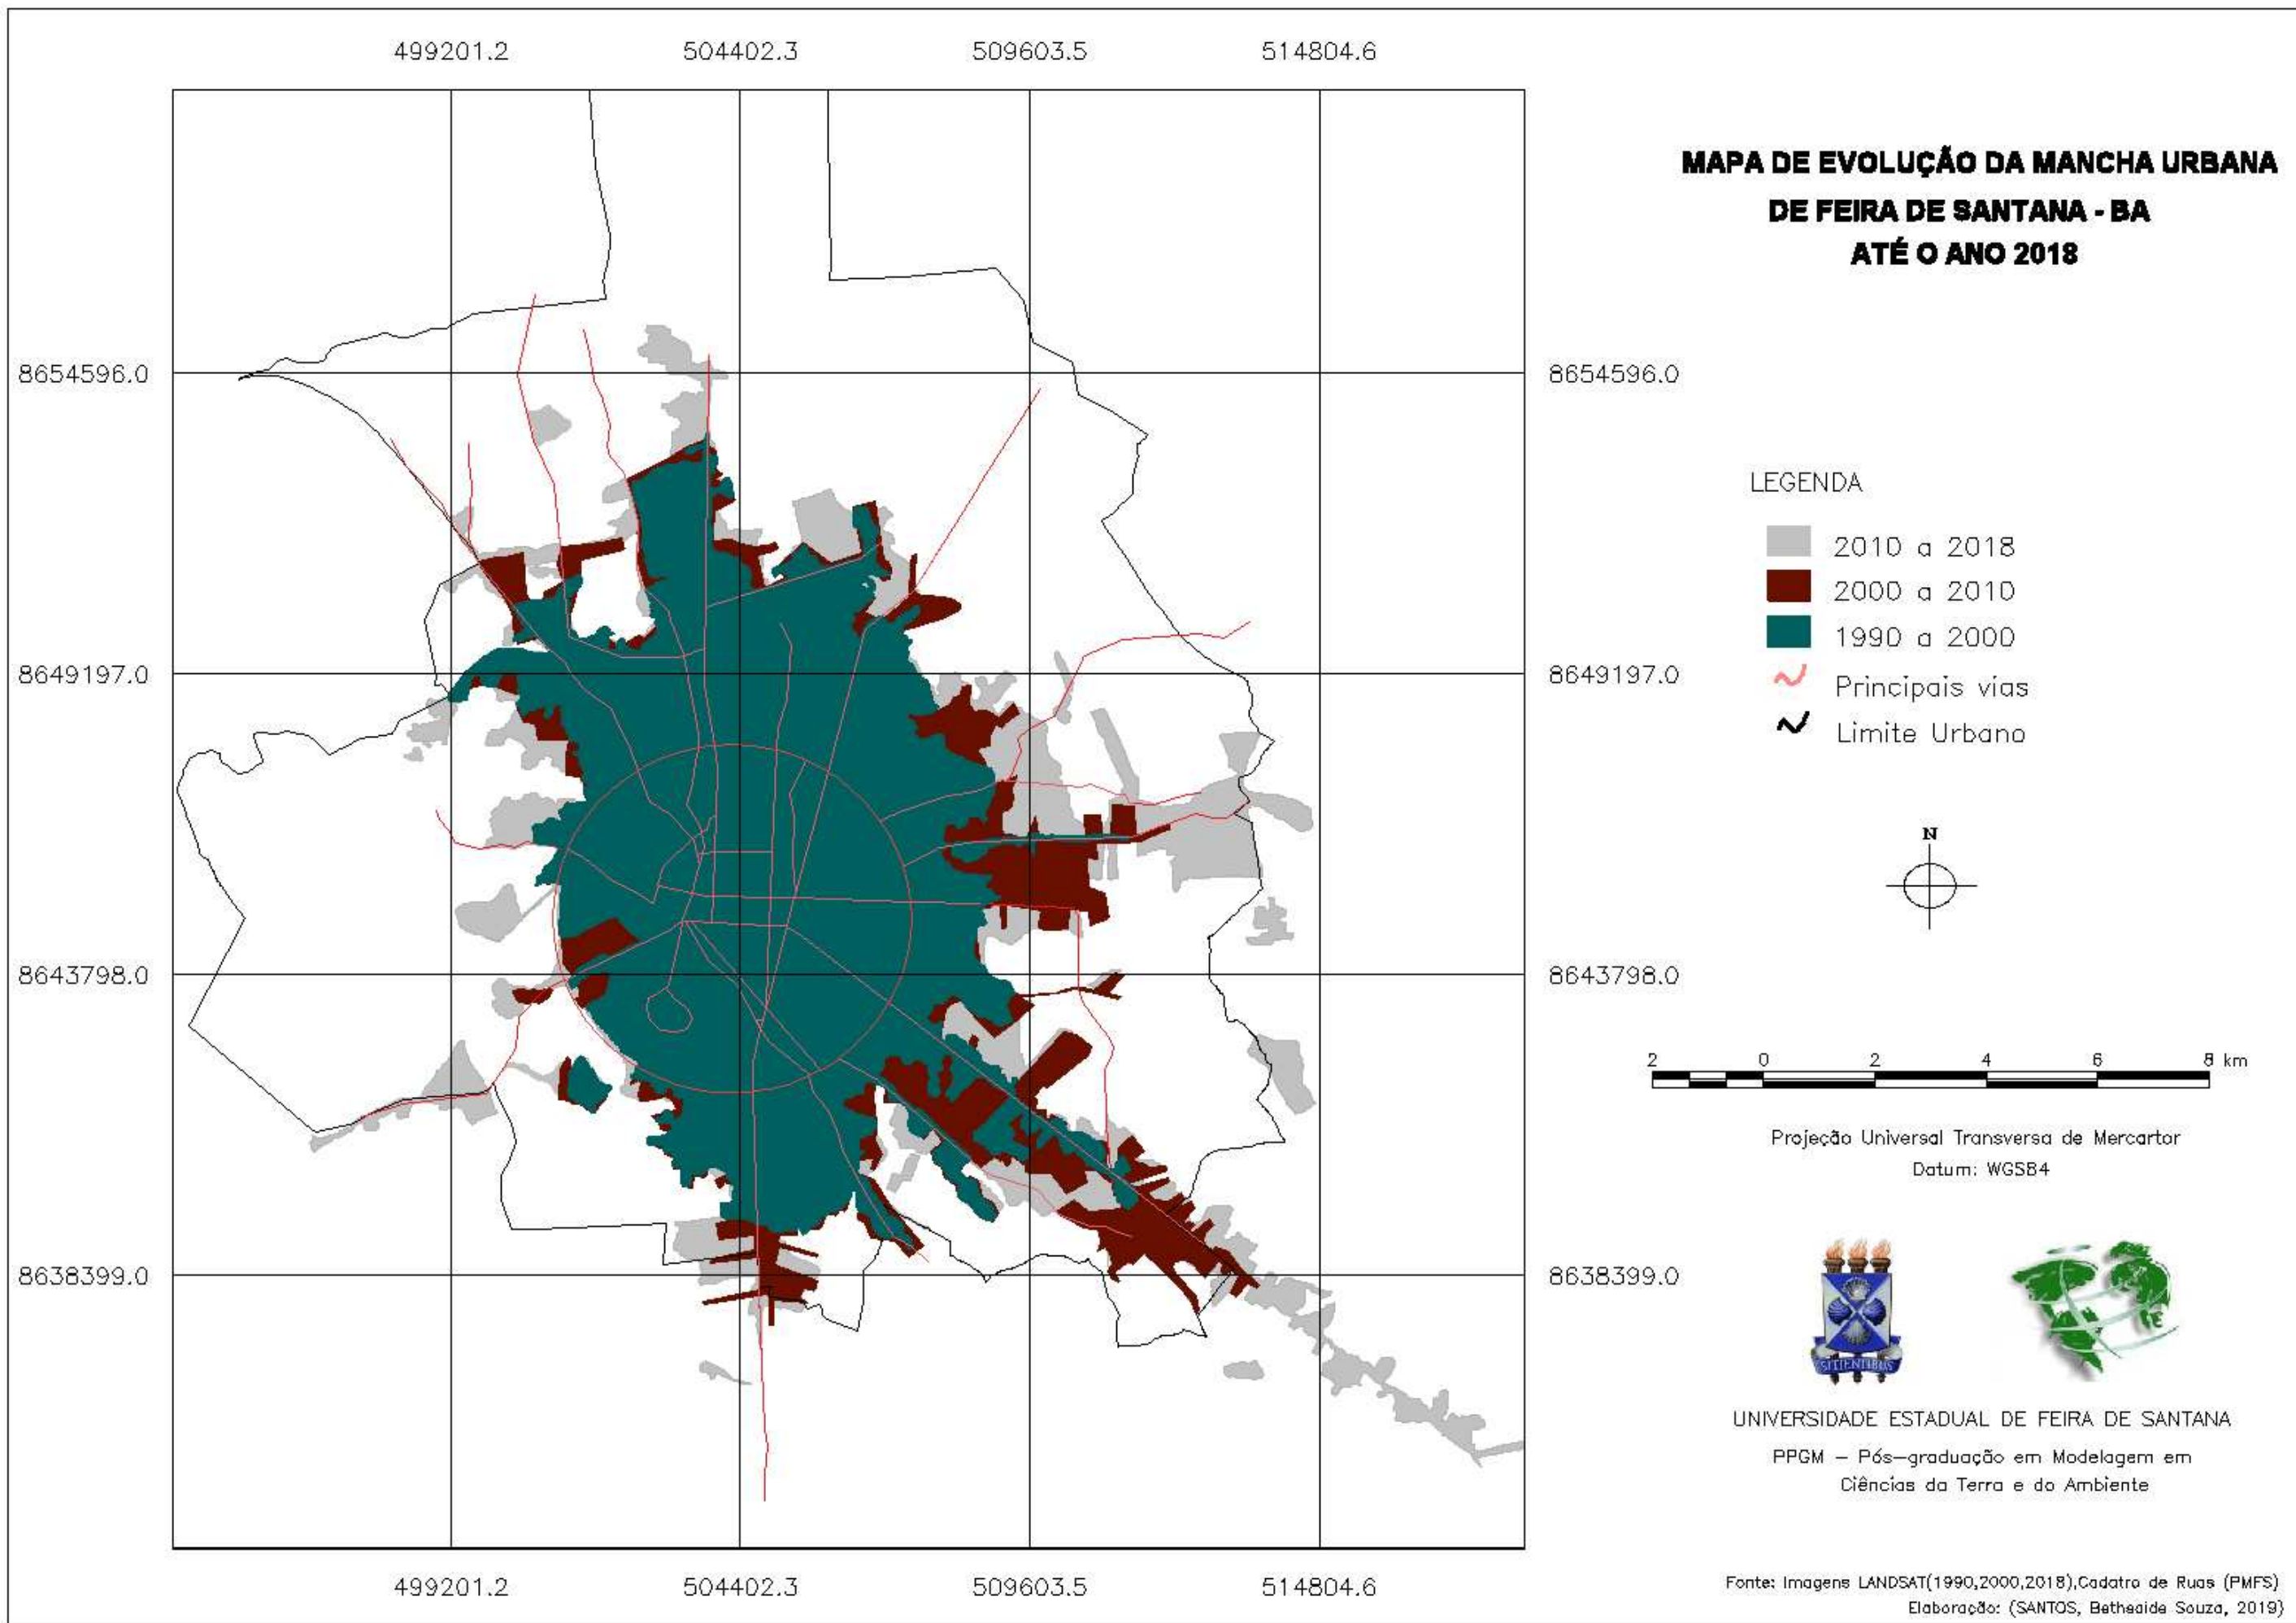 499201.2 504402.3 509603.5 514804.6
MAPA DE EVOLUÇÃO DA MANCHA URBANA
DE FEIRA DE SANTANA - BA
ATÉ O ANO 2018
8654596.0 8654596.0
LEGENDA
2010 a 2018
2000 a 2010
1990 a 2000
8649197.0 8649197.0
Principais vias
Limite Urbano
N
8643798.0 8643798.0
2 0 2 4 6 8 km
Projeção Universal Transversa de Mercartor
Datum: WGS84
8638399.0 8638399.0
SITIENTIBUS
UNIVERSIDADE ESTADUAL DE FEIRA DE SANTANA
PPGM – Pós-graduação em Modelagem em
Ciências da Terra e do Ambiente
499201.2 504402.3 509603.5 514804.6
Fonte: Imagens LANDSAT(1990,2000,2018),Cadatro de Ruas (PMFS)
Elaboração: (SANTOS, Betheaide Souza, 2019)